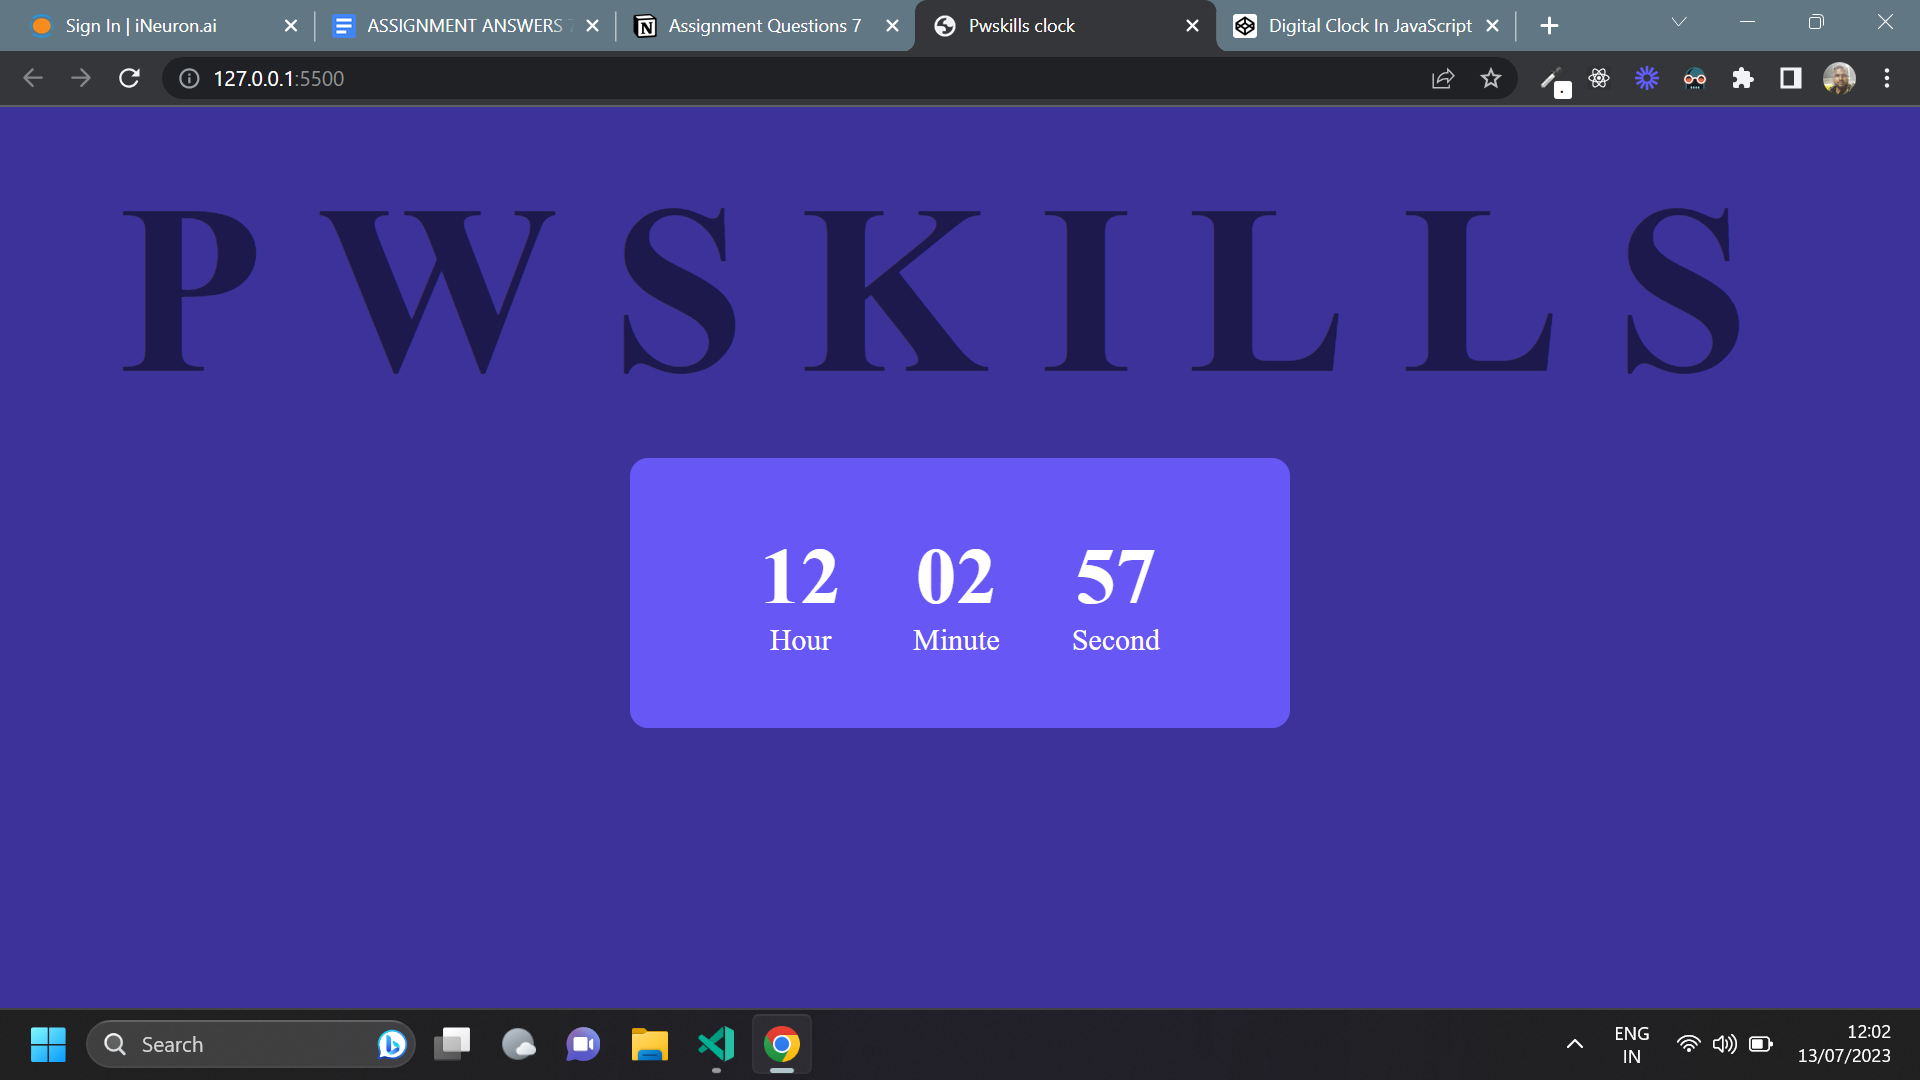 Sign In | iNeuron.ai
ASSIGNMENT ANSWERS
Assignment Questions 7
Pwskills clock
Digital Clock In JavaScript
127.0.0.1:5500
PWSKILLS
12 02 57
Hour Minute Second
Search
ENG
IN
12:02
13/07/2023